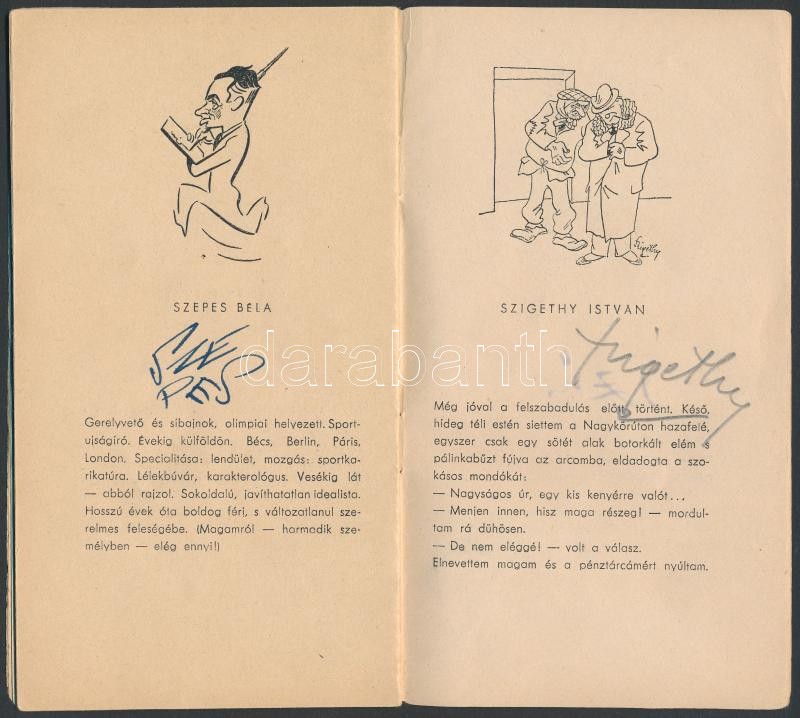 SZEPES BÉLA
SZE
PES
Gerelyvető és síbajnok, olimpiai helyezett. Sport-
ujságíró. Évekig külföldön. Bécs, Berlin, Páris,
London. Specialitása: lendület, mozgás: sportka-
rikatúra. Lélekbúvár, karakterológus. Vesékig lát
— abból rajzol. Sokoldalú, javíthatatlan idealista.
Hosszú évek óta boldog férj, s változatlanul sze-
relmes feleségébe. (Magamról — harmadik sze-
mélyben — elég ennyi!)
Szigethy
SZIGETHY ISTVÁN
Szigethy
Még jóval a felszabadulós előtt történt. Késő,
hideg téli estén siettem a Nagykörúton hazafelé,
egyszer csak egy sötét alak botorkált elém s
pálinkabűzt fújva az arcomba, eldadogta a szo-
kásos mondókát:
— Nagyságos úr, egy kis kenyérre valót...
— Menjen innen, hisz maga részeg! — mordul-
tam rá dühösen.
— De nem eléggé! — volt a válasz.
Elnevettem magam és a pénztárcámért nyúltam.
darabanth